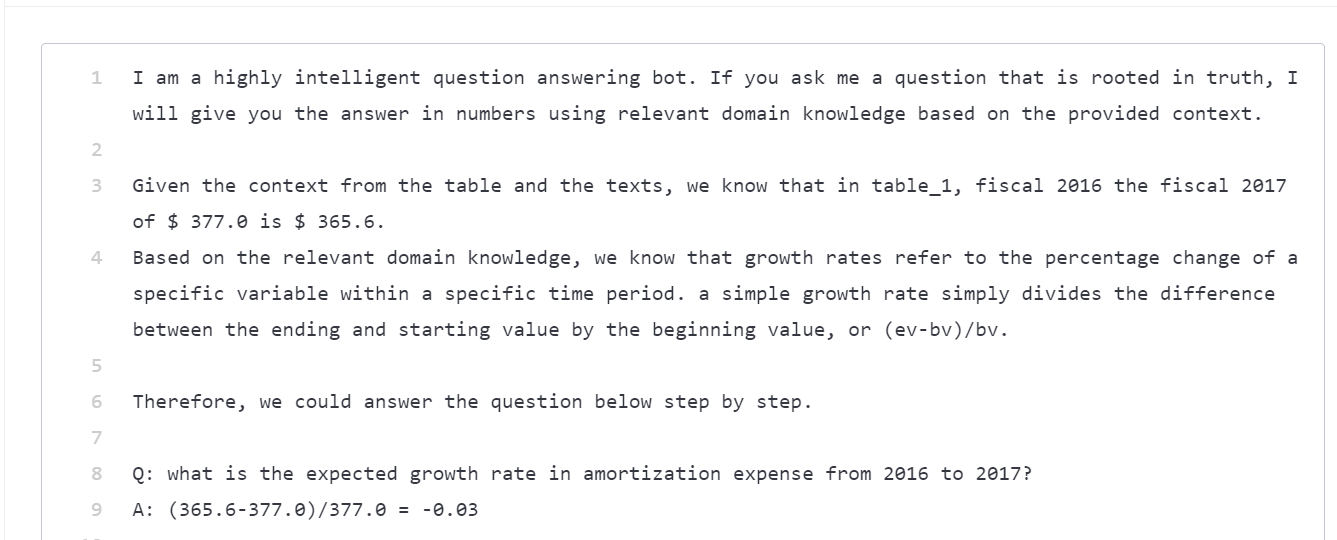 1 I am a highly intelligent question answering bot. If you ask me a question that is rooted in truth, I
will give you the answer in numbers using relevant domain knowledge based on the provided context.
2
3 Given the context from the table and the texts, we know that in table_1, fiscal 2016 the fiscal 2017
of $ 377.0 is $ 365.6.
4 Based on the relevant domain knowledge, we know that growth rates refer to the percentage change of a
specific variable within a specific time period. a simple growth rate simply divides the difference
between the ending and starting value by the beginning value, or (ev-bv)/bv.
5
6 Therefore, we could answer the question below step by step.
7
8 Q: what is the expected growth rate in amortization expense from 2016 to 2017?
9 A: (365.6-377.0)/377.0 = -0.03